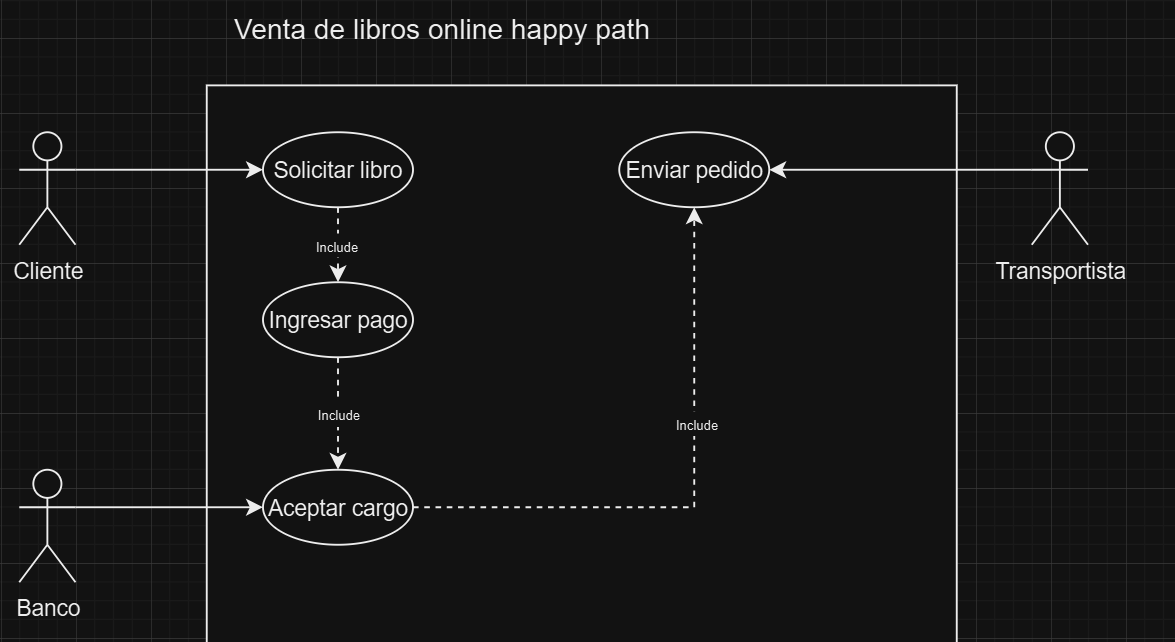 Venta de libros online happy path
Solicitar libro
Enviar pedido
Include
Cliente
Transportista
Ingresar pago
Include
Include
Aceptar cargo
Banco